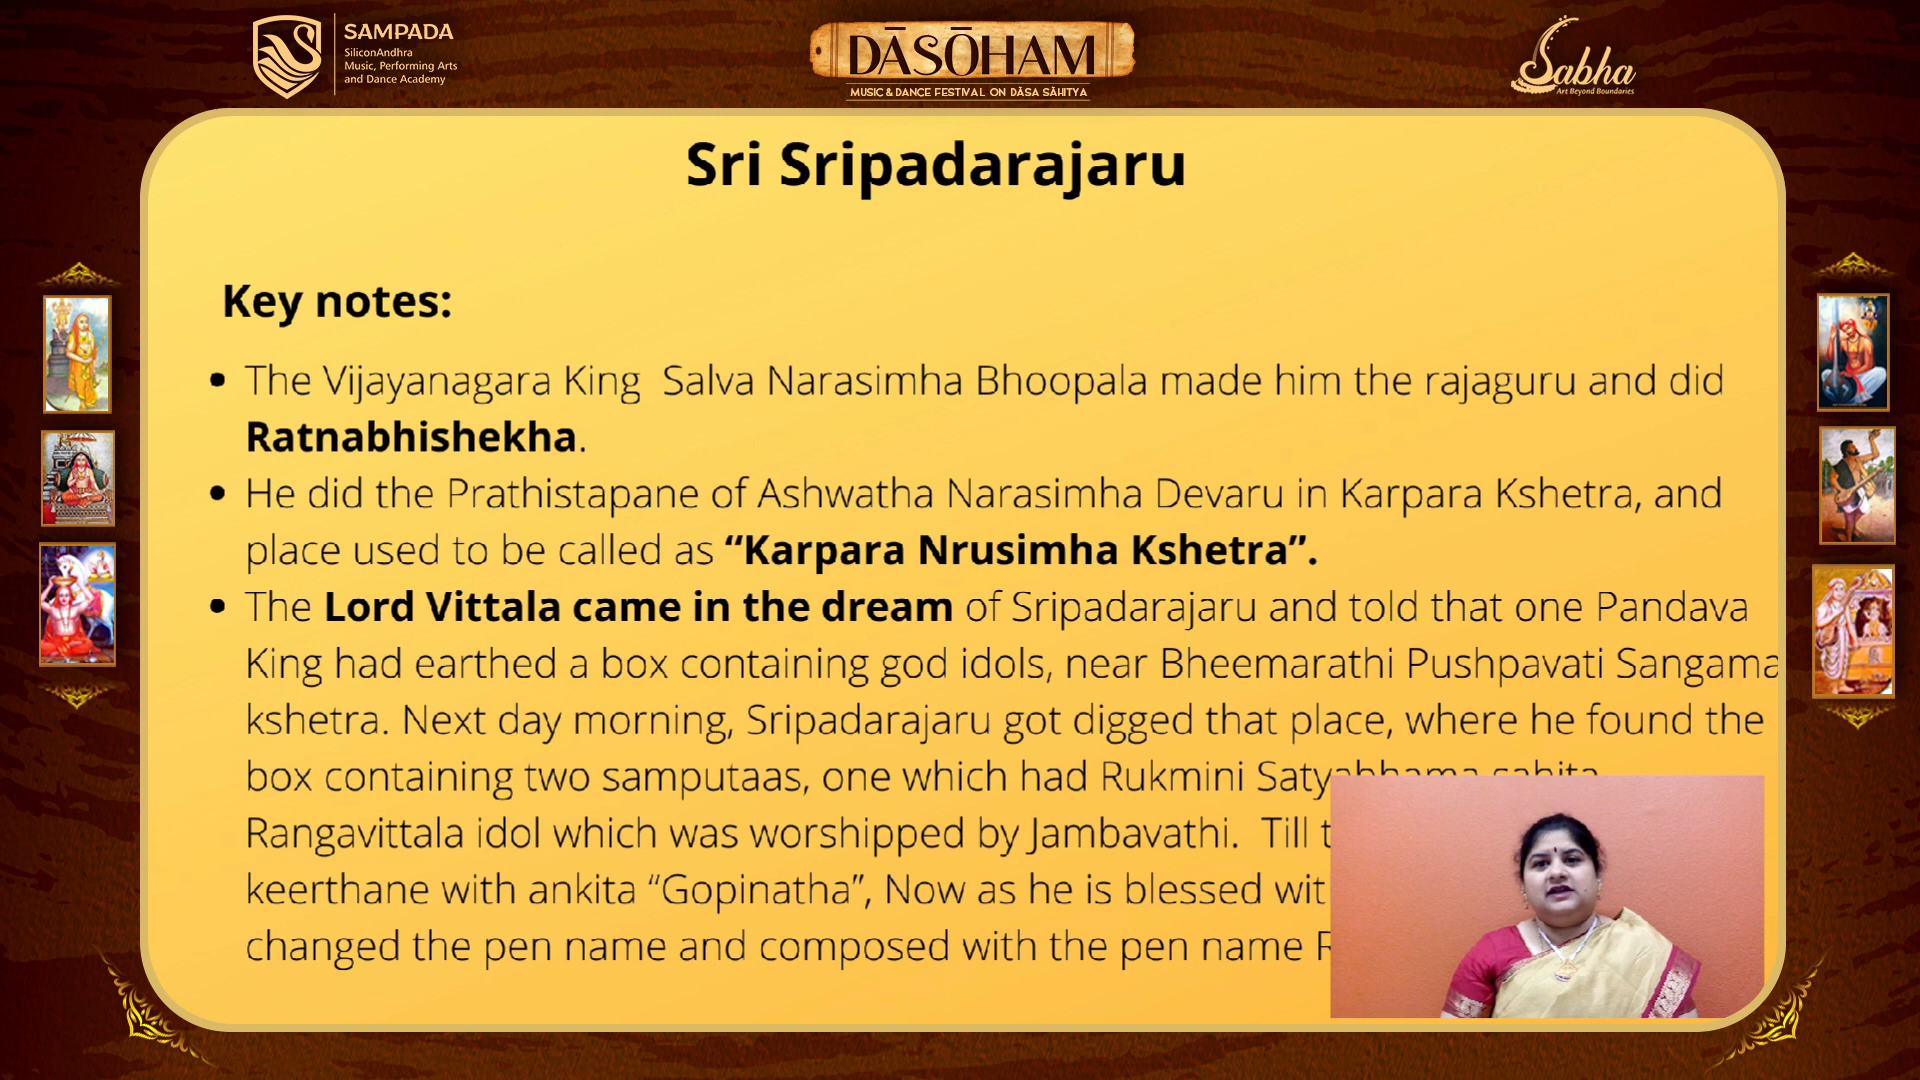 SAMPADA
SiliconAndhra
Music, Performing Arts
and Dance Academy
DĀSŌHAM
MUSIC & DANCE FESTIVAL ON DĀSA SĀHITYA
Sabha
Art Beyond Boundaries
Sri Sripadarajaru
Key notes:
• The Vijayanagara King Salva Narasimha Bhoopala made him the rajaguru and did
Ratnabhishekha.
• He did the Prathistapane of Ashwatha Narasimha Devaru in Karpara Kshetra, and
place used to be called as “Karpara Nrusimha Kshetra”.
• The Lord Vittala came in the dream of Sripadarajaru and told that one Pandava
King had earthed a box containing god idols, near Bheemarathi Pushpavati Sangama
kshetra. Next day morning, Sripadarajaru got digged that place, where he found the
box containing two samputaas, one which had Rukmini Satyabhama sahita
Rangavittala idol which was worshipped by Jambavathi. Till
keerthane with ankita “Gopinatha”, Now as he is blessed
changed the pen name and composed with the pen name